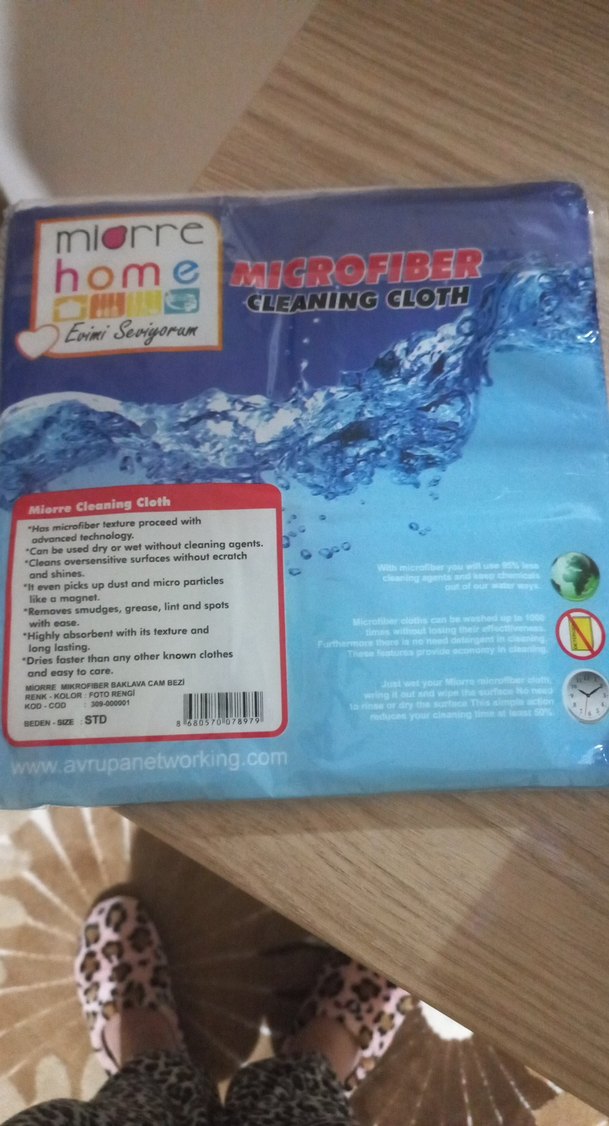 miorre
home
Evimi Seviyorum
MICROFIBER
CLEANING CLOTH
Miorre Cleaning Cloth
*Has microfiber texture proceed with
advanced technology.
*Can be used dry or wet without cleaning agents.
*Cleans oversensitive surfaces without ecratch
and shines.
*It even picks up dust and micro particles
like a magnet.
*Removes smudges, grease, lint and spots
with ease.
*Highly absorbent with its texture and
long lasting.
*Dries faster than any other known clothes
and easy to care.
MIORRE MIKROFIBER BAKLAVA CAM BEZİ
RENK - KOLOR : FOTO RENGİ
KOD - COD : 309-000001
BEDEN - SIZE : STD
8 680570 078979
With microfiber you will use 95% less
cleaning agents and keep chemicals
out of our water ways.
Microfiber cloths can be washed up to 1000
times without losing their effectiveness.
Furthermore there is no need detergent in cleaning.
These features provide economy in cleaning.
Just wet your Miorre microfiber cloth,
wring it out and wipe the surface No need
to rinse or dry the surface This simple action
reduces your cleaning time at least 50%.
www.avrupanetworking.com